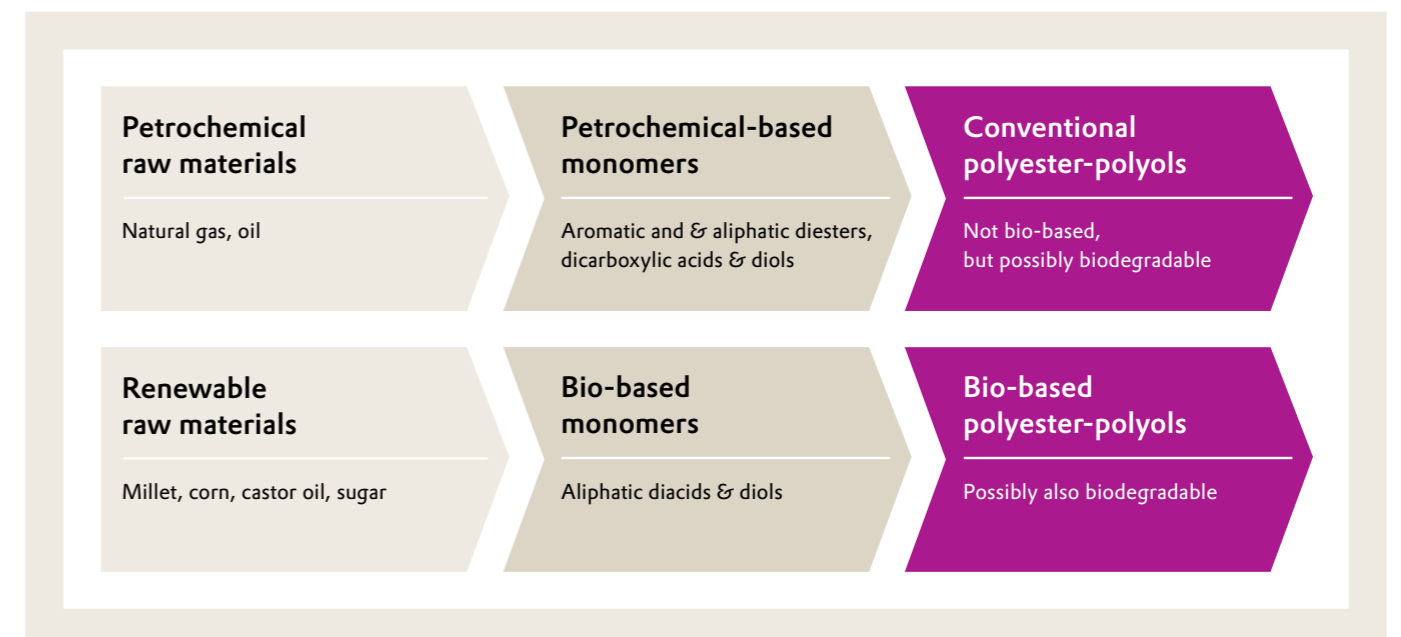 Petrochemical
raw materials
Natural gas, oil
Petrochemical-based
monomers
Aromatic and & aliphatic diesters,
dicarboxylic acids & diols
Conventional
polyester-polyols
Not bio-based,
but possibly biodegradable
Renewable
raw materials
Millet, corn, castor oil, sugar
Bio-based
monomers
Aliphatic diacids & diols
Bio-based
polyester-polyols
Possibly also biodegradable